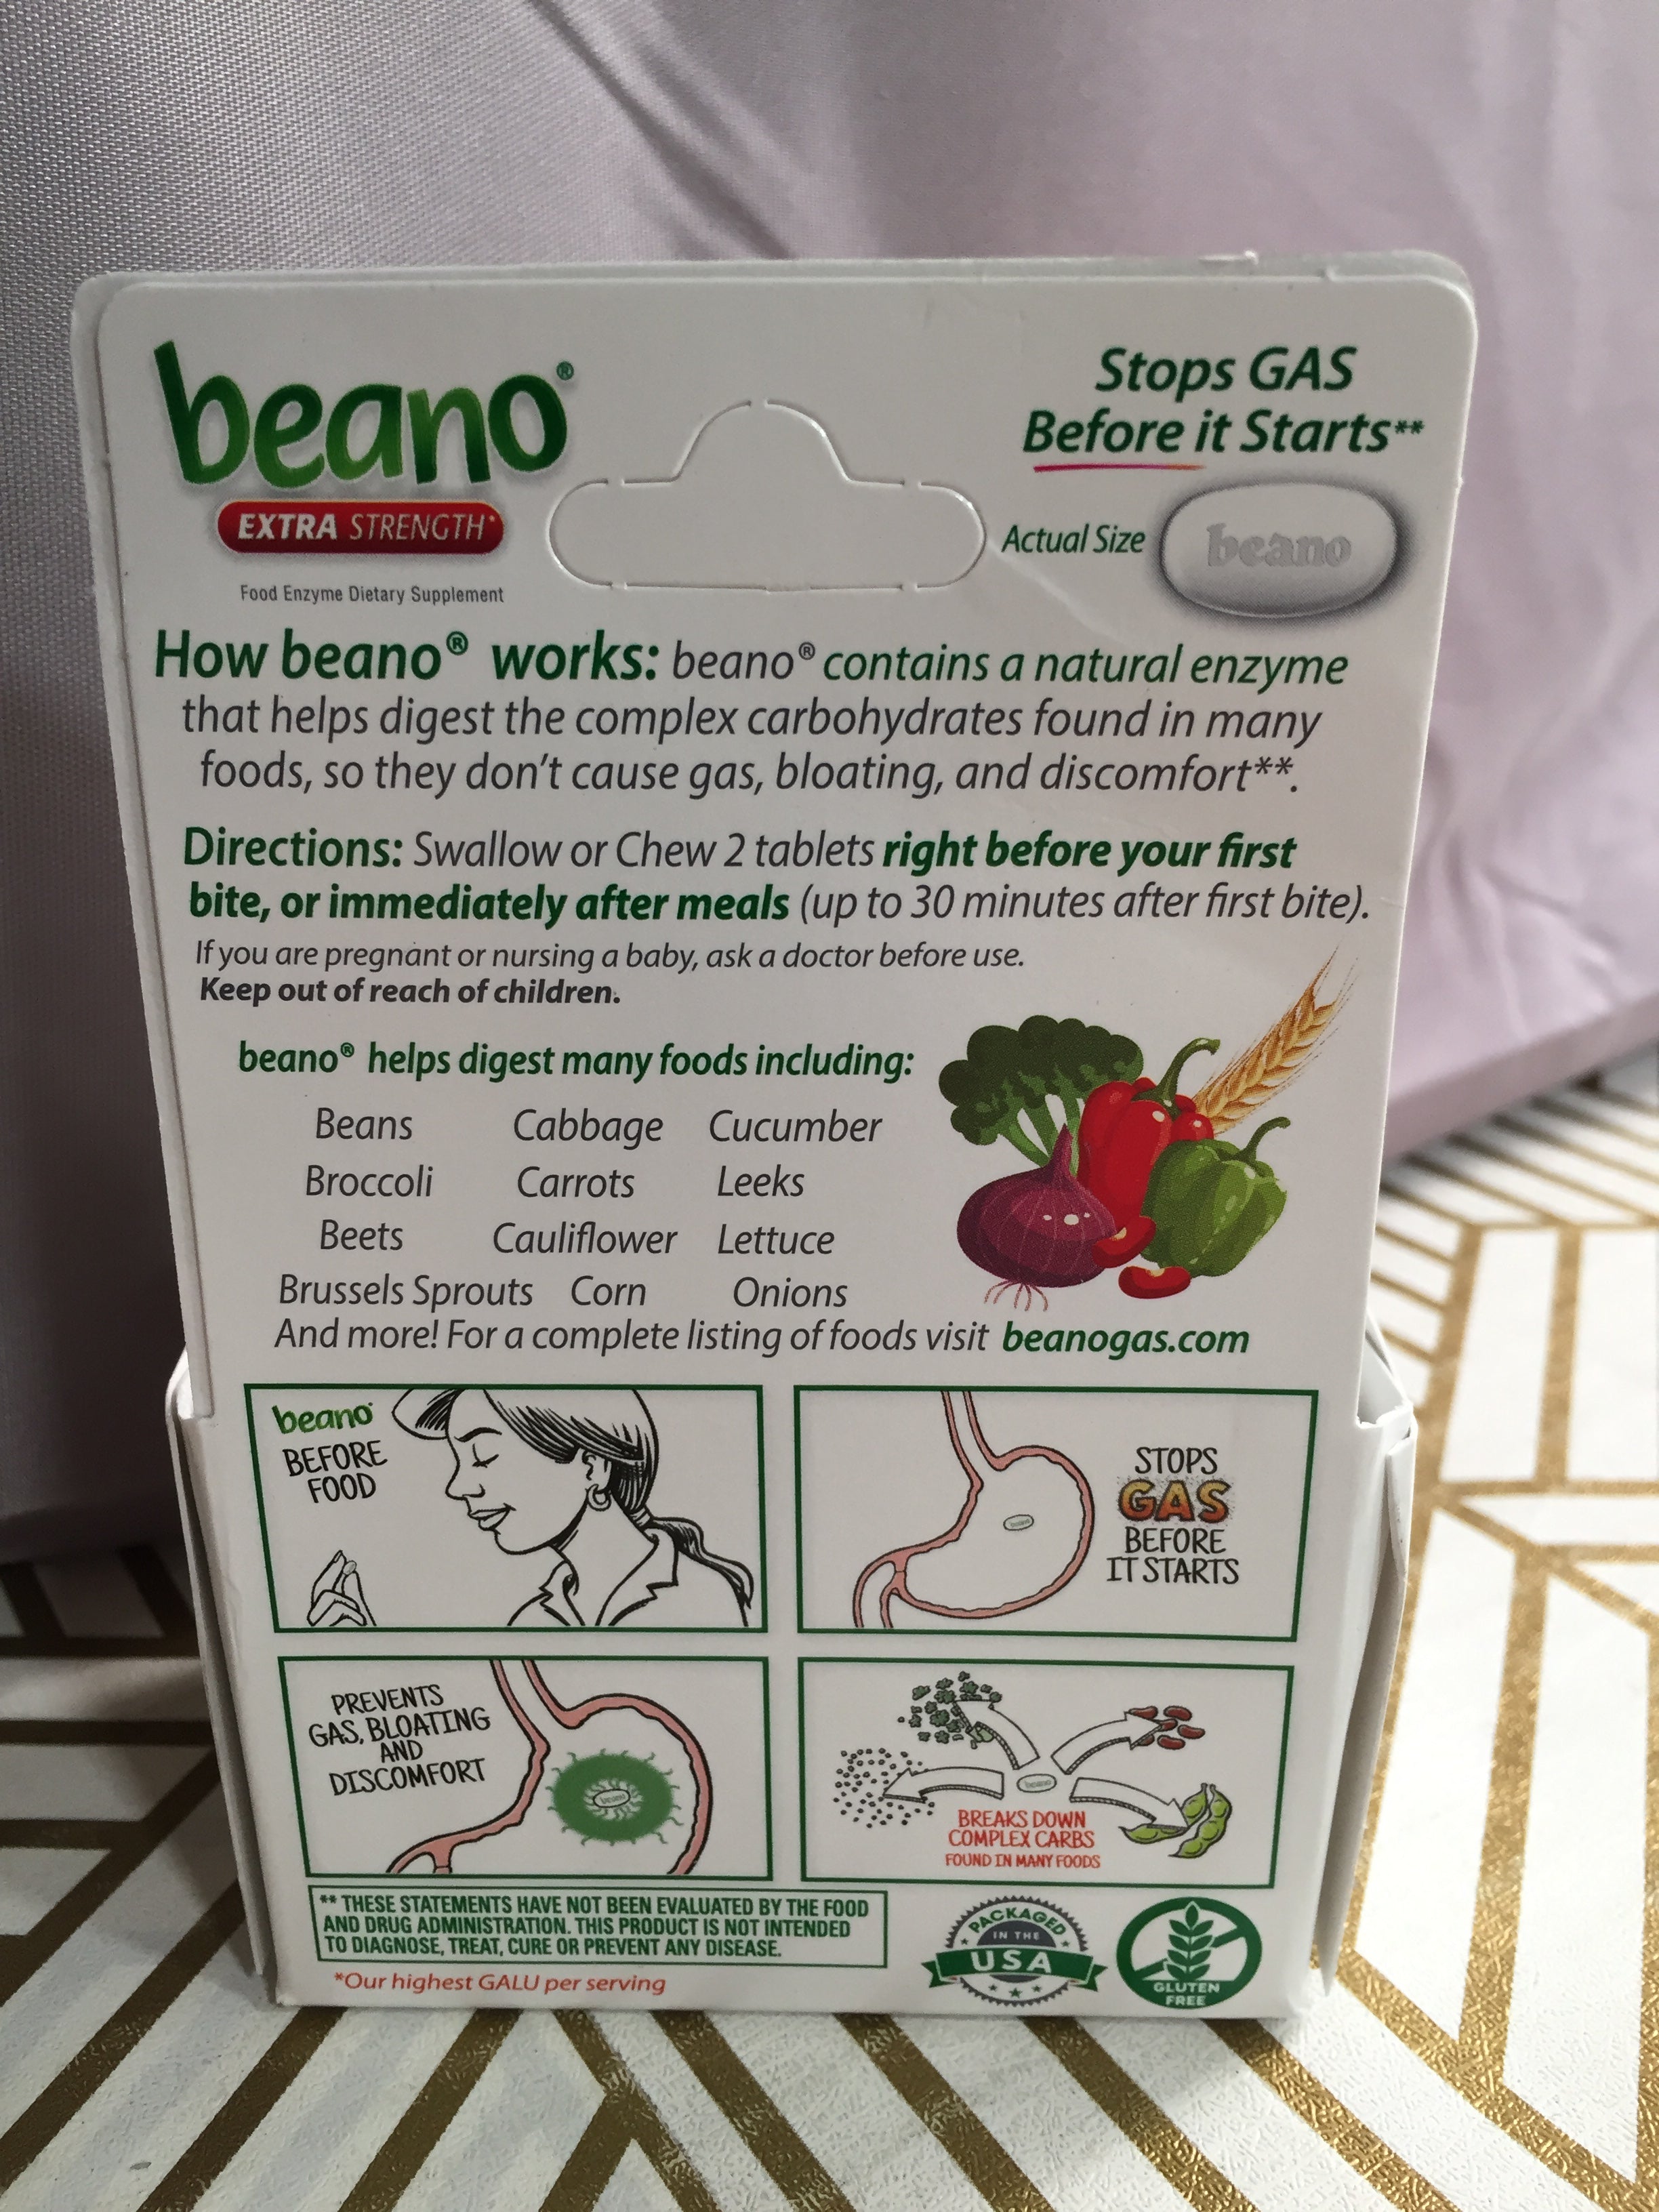 beano®
EXTRA STRENGTH*
Food Enzyme Dietary Supplement
Stops GAS
Before it Starts**
Actual Size
beano
How beano® works: beano® contains a natural enzyme
that helps digest the complex carbohydrates found in many
foods, so they don't cause gas, bloating, and discomfort**.
Directions: Swallow or Chew 2 tablets right before your first
bite, or immediately after meals (up to 30 minutes after first bite).
If you are pregnant or nursing a baby, ask a doctor before use.
Keep out of reach of children.
beano® helps digest many foods including:
Beans Cabbage Cucumber
Broccoli Carrots Leeks
Beets Cauliflower Lettuce
Brussels Sprouts Corn Onions
And more! For a complete listing of foods visit beanogas.com
beano
BEFORE
FOOD
beano
STOPS
GAS
BEFORE
IT STARTS
PREVENTS
GAS, BLOATING
AND
DISCOMFORT
beano
beano
BREAKS DOWN
COMPLEX CARBS
FOUND IN MANY FOODS
** THESE STATEMENTS HAVE NOT BEEN EVALUATED BY THE FOOD
AND DRUG ADMINISTRATION. THIS PRODUCT IS NOT INTENDED
TO DIAGNOSE, TREAT, CURE OR PREVENT ANY DISEASE.
*Our highest GALU per serving
PACKAGED
IN THE
USA
GLUTEN
FREE